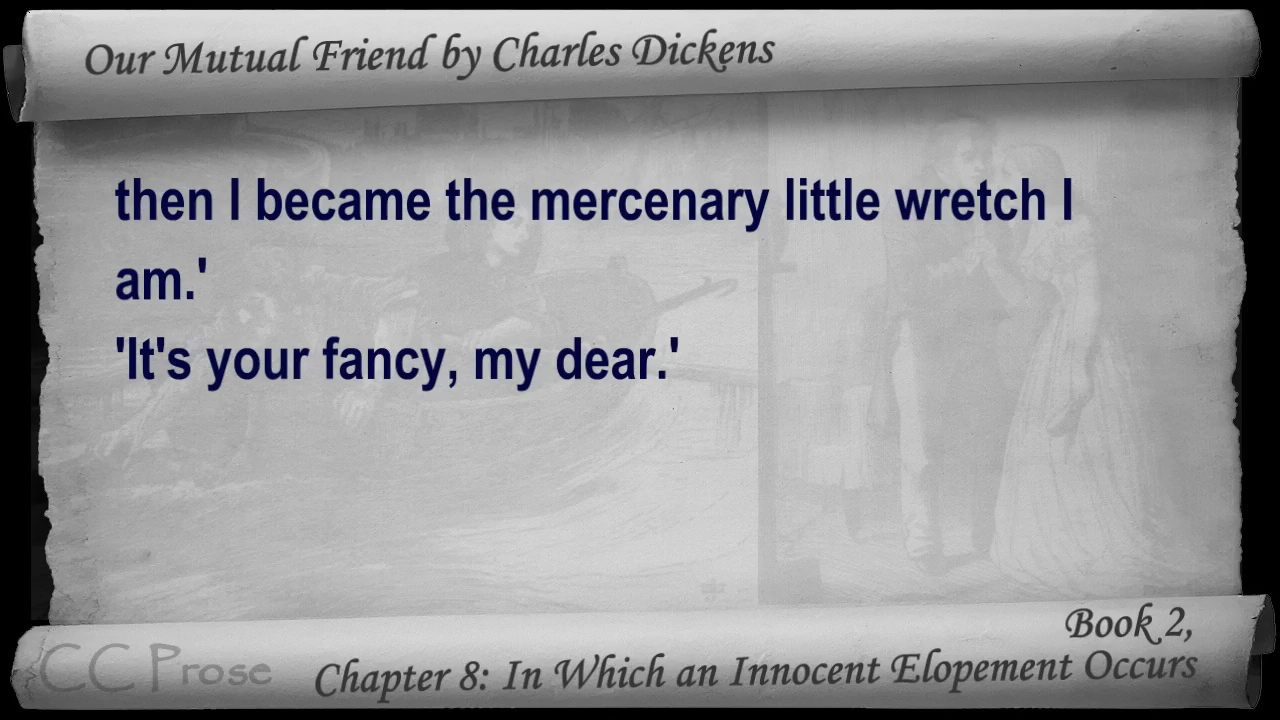 Our Mutual Friend by Charles Dickens
then I became the mercenary little wretch I
am.'
'It's your fancy, my dear.'
Book 2,
CC Prose
Chapter 8: In Which an Innocent Elopement Occurs